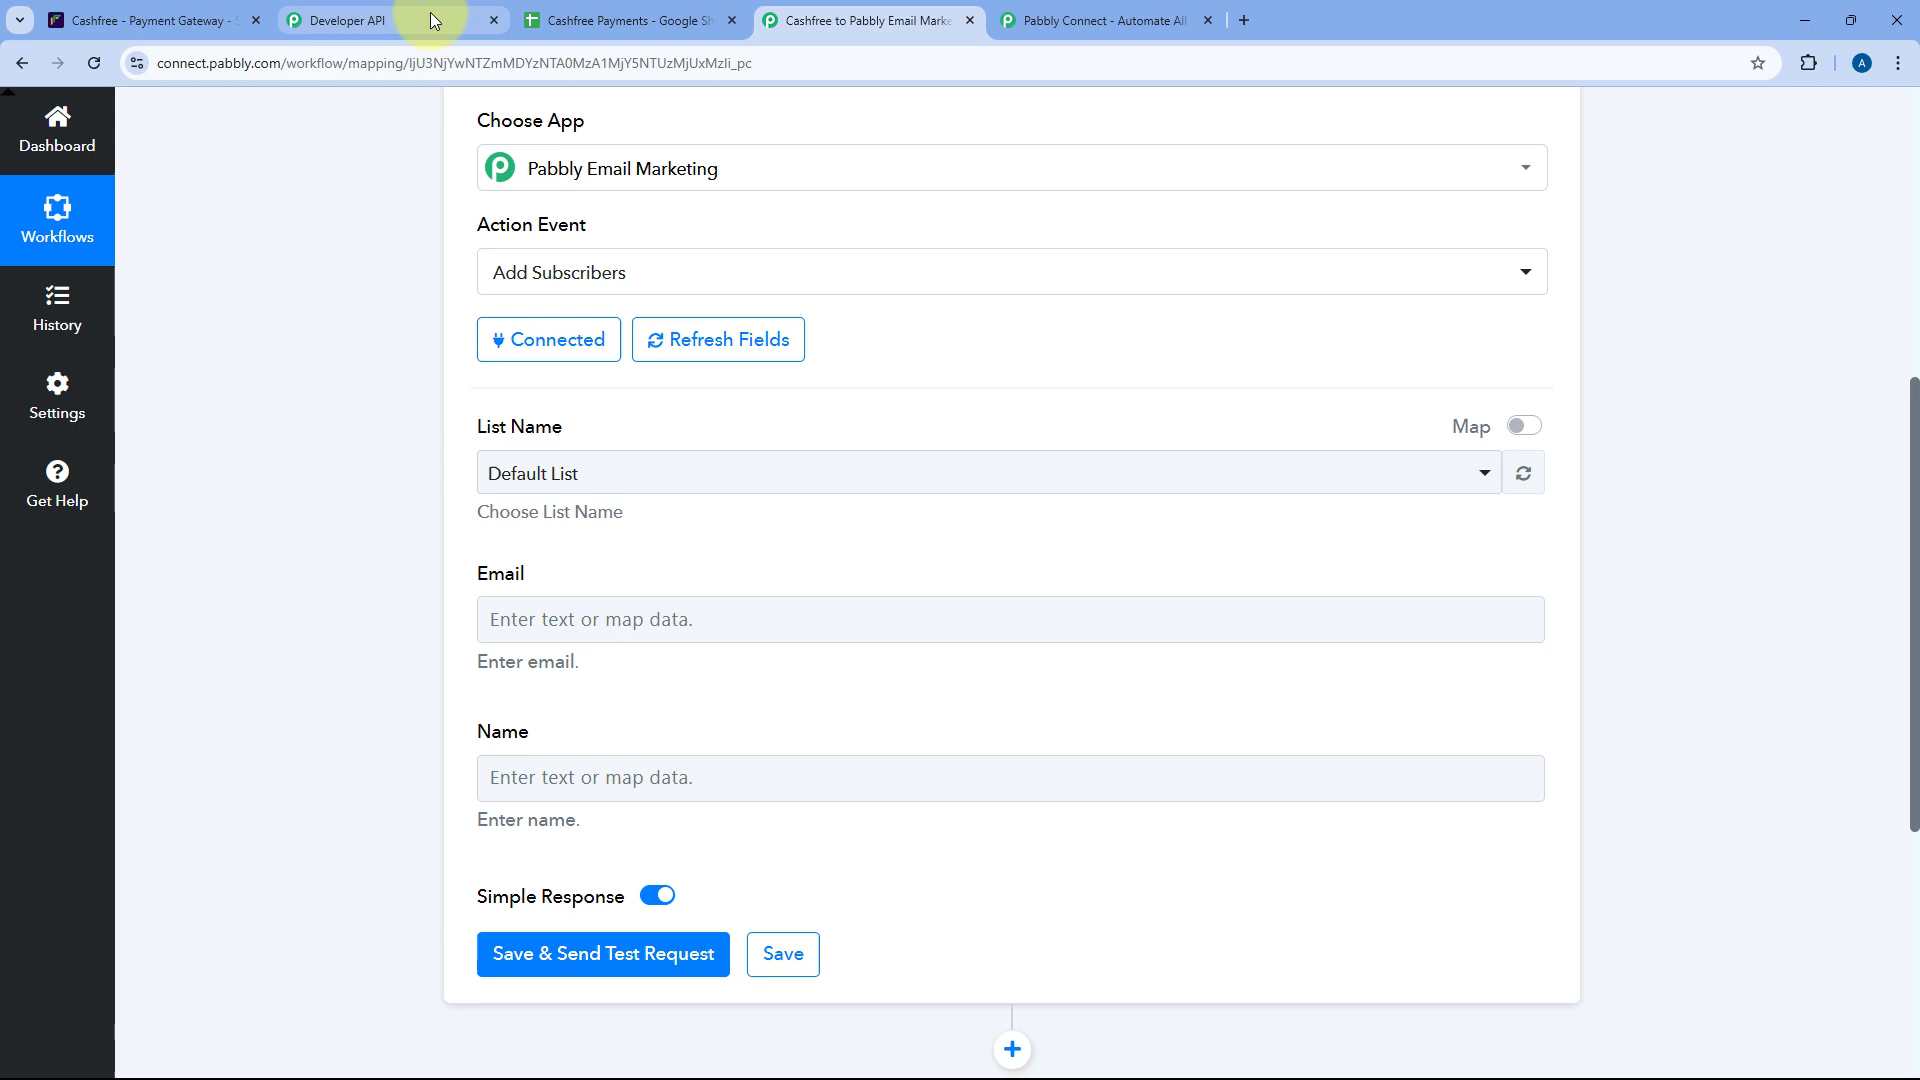 Cashfree - Payment Gateway - S
Developer API
Cashfree Payments - Google Sh
Cashfree to Pabbly Email Marke
Pabbly Connect - Automate All
connect.pabbly.com/workflow/mapping/IjU3NjYwNTZmMDYzNTA0MzA1MjY5NTUzMjUxMzIi_pc
A
Dashboard
Workflows
History
Settings
Get Help
Choose App
Pabbly Email Marketing
Action Event
Add Subscribers
Connected
Refresh Fields
List Name
Map
Default List
Choose List Name
Email
Enter text or map data.
Enter email.
Name
Enter text or map data.
Enter name.
Simple Response
Save & Send Test Request
Save